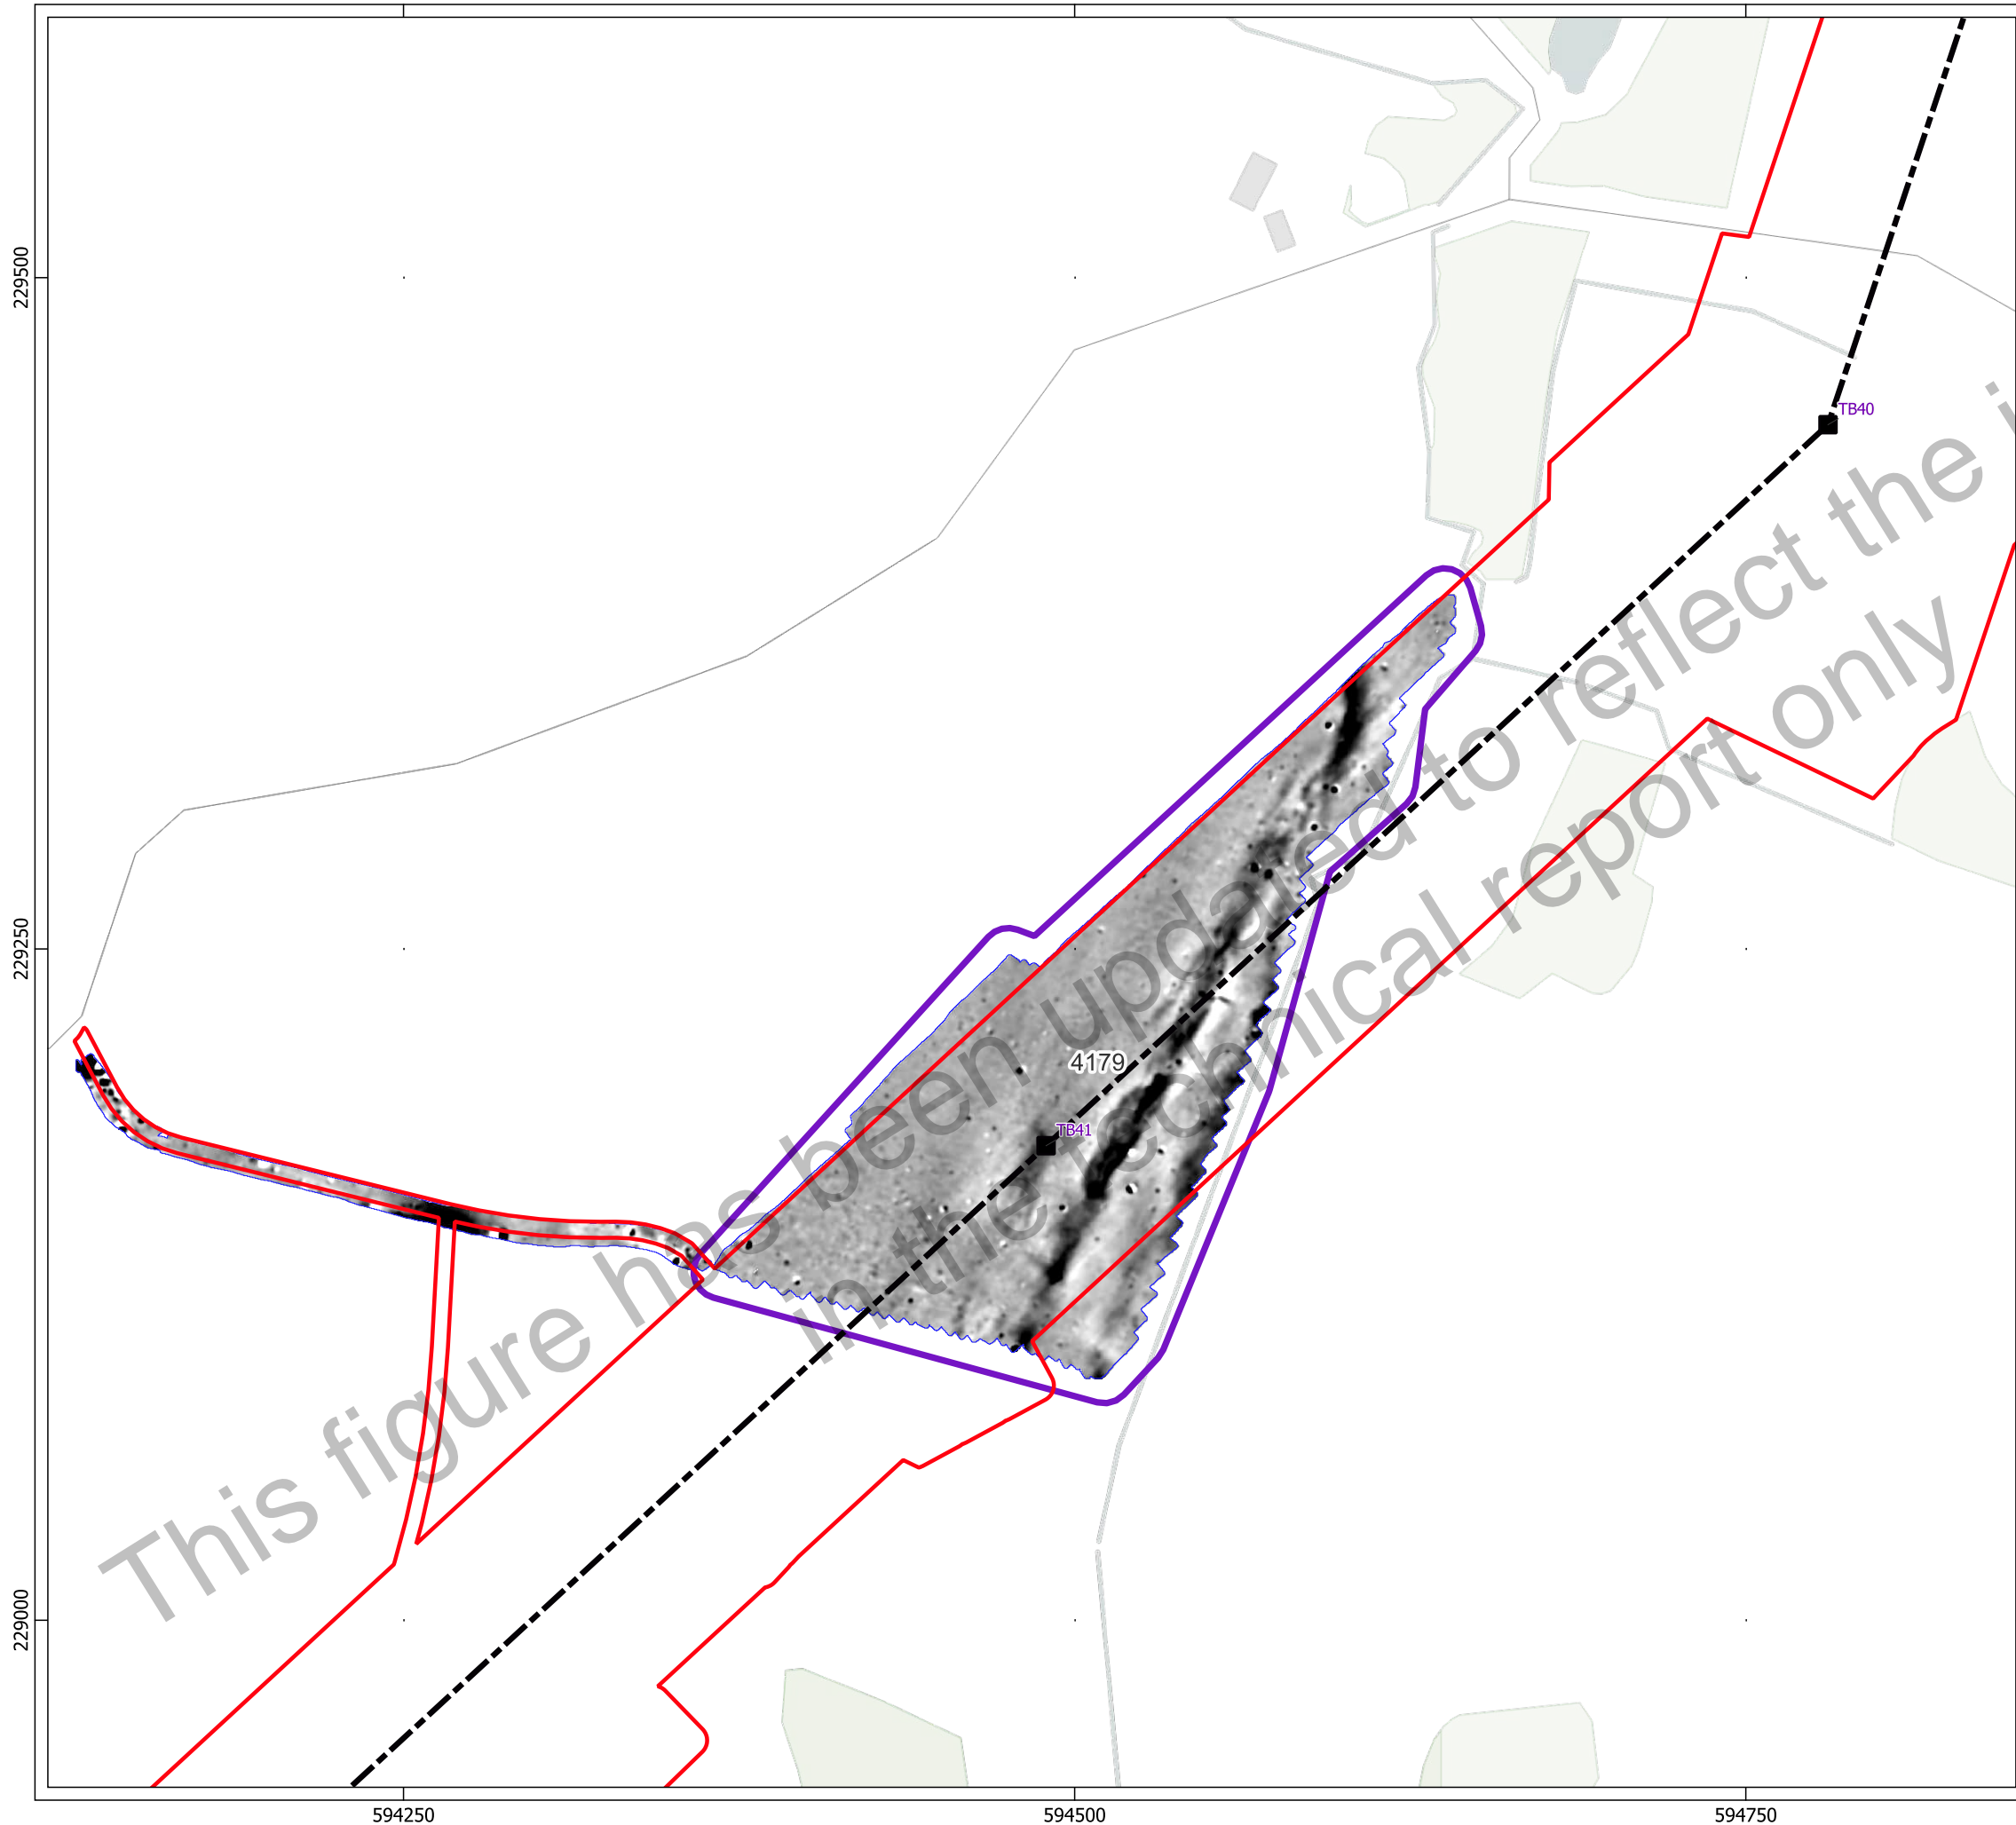 229500
TB40
This figure has been updated to reflect the
in the technical report only
229250
4179
TB41
229000
594250
594500
594750